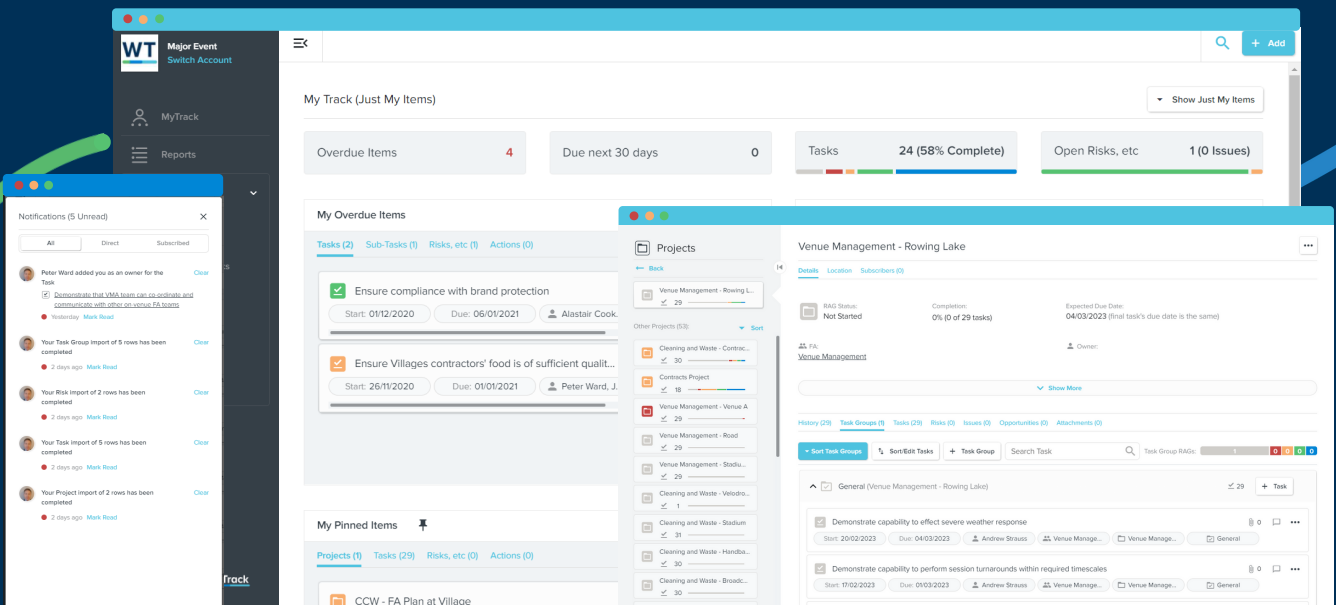 WT
Major Event
Switch Account
MyTrack
Reports
Track
+ Add
My Track (Just My Items)
Show Just My Items
Overdue Items 4
Due next 30 days 0
Tasks 24 (58% Complete)
Open Risks, etc 1 (0 Issues)
My Overdue Items
Tasks (2) Sub-Tasks (1) Risks, etc (1) Actions (0)
Ensure compliance with brand protection
Start: 01/12/2020 Due: 06/01/2021 Alastair Cook.
Ensure Villages contractors' food is of sufficient qualit...
Start: 26/11/2020 Due: 01/01/2021 Peter Ward, J.
My Pinned Items
Projects (1) Tasks (29) Risks, etc (0) Actions (0)
CCW - FA Plan at Village
Notifications (5 Unread)
All Direct Subscribed
Peter Ward added you as an owner for the Clear
Task
Demonstrate that VMA team can co-ordinate and
communicate with other on-venue FA teams
Yesterday Mark Read
Your Task Group import of 5 rows has been Clear
completed
2 days ago Mark Read
Your Risk import of 2 rows has been Clear
completed
2 days ago Mark Read
Your Task import of 5 rows has been Clear
completed
2 days ago Mark Read
Your Project import of 2 rows has been Clear
completed
2 days ago Mark Read
Projects
Back
Venue Management - Rowing L...
29
Other Projects (53): Sort
Cleaning and Waste - Contrac...
30
Contracts Project
18
Venue Management - Venue A
29
Venue Management - Road
29
Venue Management - Stadiu...
29
Cleaning and Waste - Velodro...
1
Cleaning and Waste - Stadium
31
Cleaning and Waste - Handba...
30
Cleaning and Waste - Broadc...
30
Venue Management - Rowing Lake
Details Location Subscribers (0)
RAG Status: Completion: Expected Due Date:
Not Started 0% (0 of 29 tasks) 04/03/2023 (final task's due date is the same)
FA: Owner:
Venue Management
Show More
History (29) Task Groups (1) Tasks (29) Risks (0) Issues (0) Opportunities (0) Attachments (0)
Sort Task Groups Sort/Edit Tasks + Task Group Search Task Task Group RAGs: 1 0 0 0 0
General (Venue Management - Rowing Lake) 29 + Task
Demonstrate capability to effect severe weather response 0
Start: 20/02/2023 Due: 04/03/2023 Andrew Strauss Venue Manage... Venue Manage... General
Demonstrate capability to perform session turnarounds within required timescales 0
Start: 17/02/2023 Due: 01/03/2023 Andrew Strauss Venue Manage... Venue Manage... General